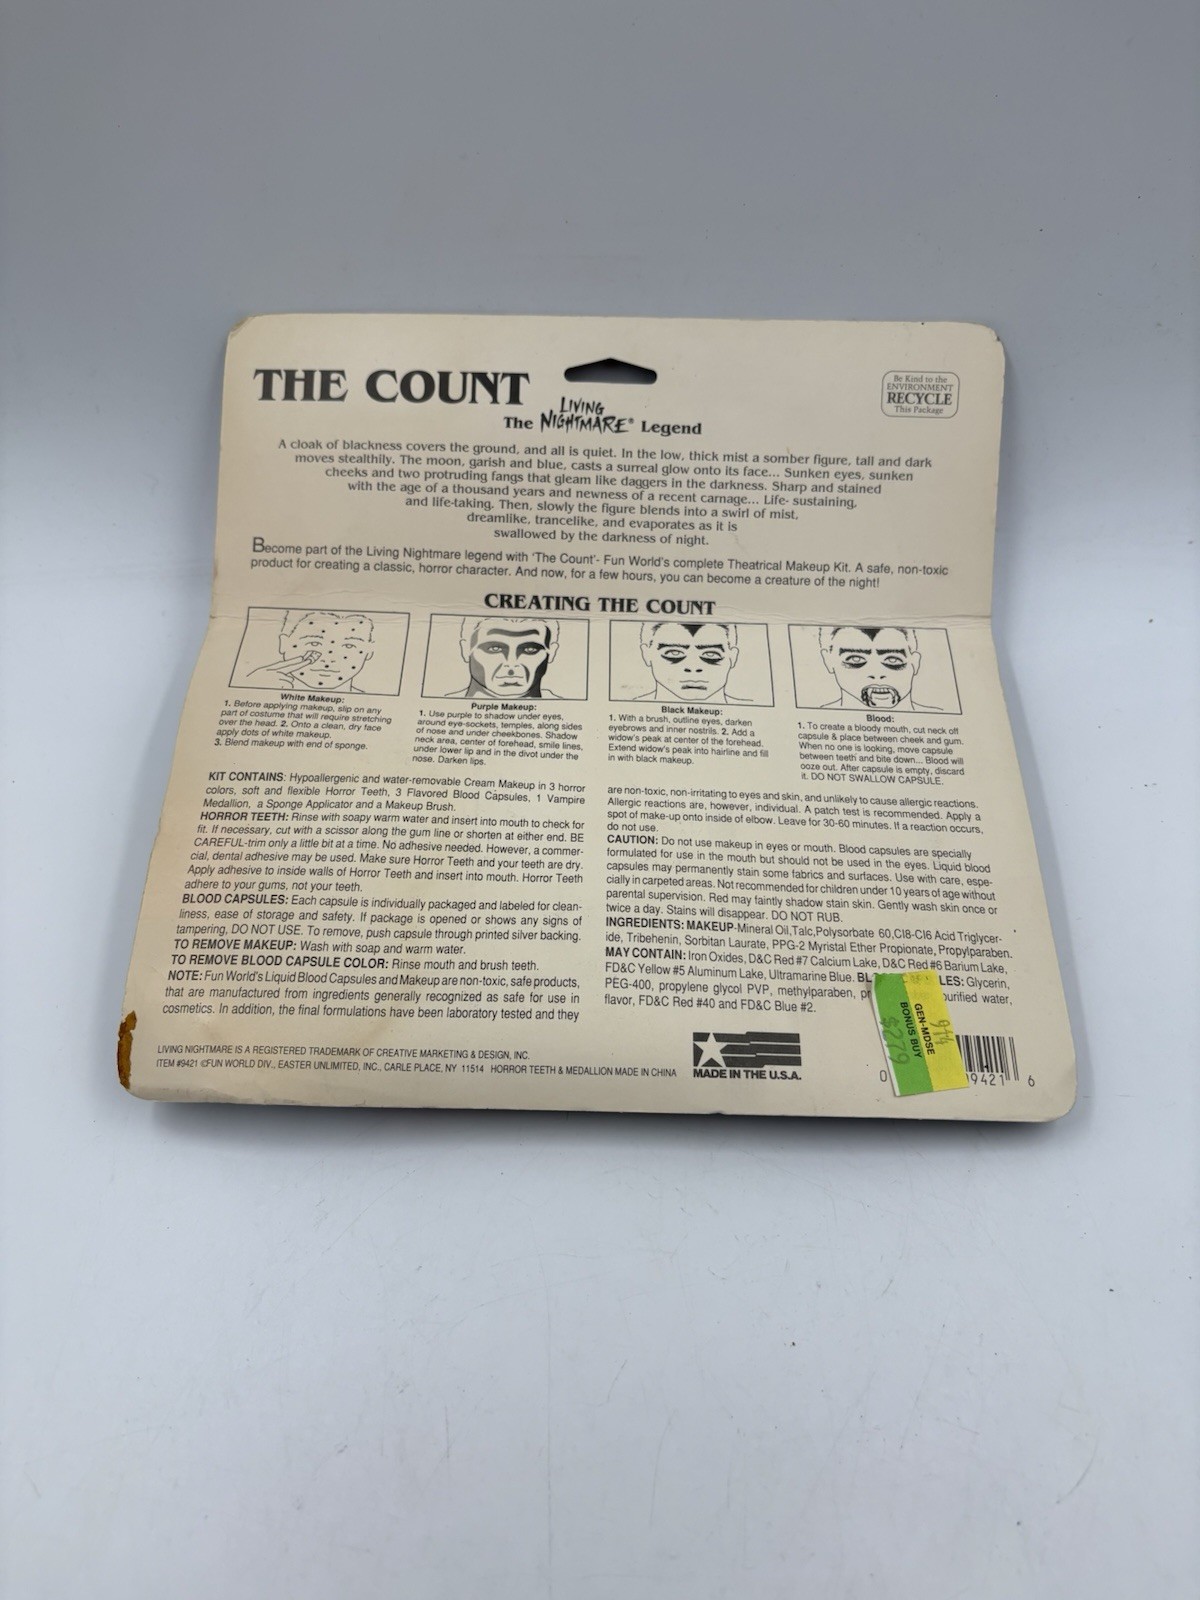 THE COUNT
Be Kind to the
ENVIRONMENT
RECYCLE
This Package
The LIVING NIGHTMARE® Legend
A cloak of blackness covers the ground, and all is quiet. In the low, thick mist a somber figure, tall and dark
moves stealthily. The moon, garish and blue, casts a surreal glow onto its face... Sunken eyes, sunken
cheeks and two protruding fangs that gleam like daggers in the darkness. Sharp and stained
with the age of a thousand years and newness of a recent carnage... Life- sustaining,
and life-taking. Then, slowly the figure blends into a swirl of mist,
dreamlike, trancelike, and evaporates as it is
swallowed by the darkness of night.
Become part of the Living Nightmare legend with 'The Count'- Fun World's complete Theatrical Makeup Kit. A safe, non-toxic
product for creating a classic, horror character. And now, for a few hours, you can become a creature of the night!
CREATING THE COUNT
White Makeup:
1. Before applying makeup, slip on any
part of costume that will require stretching
over the head. 2. Onto a clean, dry face
apply dots of white makeup.
3. Blend makeup with end of sponge.
Purple Makeup:
1. Use purple to shadow under eyes,
around eye-sockets, temples, along sides
of nose and under cheekbones. Shadow
neck area, center of forehead, smile lines,
under lower lip and in the divot under the
nose. Darken lips.
Black Makeup:
1. With a brush, outline eyes, darken
eyebrows and inner nostrils. 2. Add a
widow's peak at center of the forehead.
Extend widow's peak into hairline and fill
in with black makeup.
Blood:
1. To create a bloody mouth, cut neck off
capsule & place between cheek and gum.
When no one is looking, move capsule
between teeth and bite down... Blood will
ooze out. After capsule is empty, discard
it. DO NOT SWALLOW CAPSULE.
KIT CONTAINS: Hypoallergenic and water-removable Cream Makeup in 3 horror
colors, soft and flexible Horror Teeth, 3 Flavored Blood Capsules, 1 Vampire
Medallion, a Sponge Applicator and a Makeup Brush.
HORROR TEETH: Rinse with soapy warm water and insert into mouth to check for
fit. If necessary, cut with a scissor along the gum line or shorten at either end. BE
CAREFUL-trim only a little bit at a time. No adhesive needed. However, a commer-
cial, dental adhesive may be used. Make sure Horror Teeth and your teeth are dry.
Apply adhesive to inside walls of Horror Teeth and insert into mouth. Horror Teeth
adhere to your gums, not your teeth.
BLOOD CAPSULES: Each capsule is individually packaged and labeled for clean-
liness, ease of storage and safety. If package is opened or shows any signs of
tampering, DO NOT USE. To remove, push capsule through printed silver backing.
TO REMOVE MAKEUP: Wash with soap and warm water.
TO REMOVE BLOOD CAPSULE COLOR: Rinse mouth and brush teeth.
NOTE: Fun World's Liquid Blood Capsules and Makeup are non-toxic, safe products,
that are manufactured from ingredients generally recognized as safe for use in
cosmetics. In addition, the final formulations have been laboratory tested and they
are non-toxic, non-irritating to eyes and skin, and unlikely to cause allergic reactions.
Allergic reactions are, however, individual. A patch test is recommended. Apply a
spot of make-up onto inside of elbow. Leave for 30-60 minutes. If a reaction occurs,
do not use.
CAUTION: Do not use makeup in eyes or mouth. Blood capsules are specially
formulated for use in the mouth but should not be used in the eyes. Liquid blood
capsules may permanently stain some fabrics and surfaces. Use with care, espe-
cially in carpeted areas. Not recommended for children under 10 years of age without
parental supervision. Red may faintly shadow stain skin. Gently wash skin once or
twice a day. Stains will disappear. DO NOT RUB.
INGREDIENTS: MAKEUP-Mineral Oil,Talc,Polysorbate 60,C18-C16 Acid Triglycer-
ide, Tribehenin, Sorbitan Laurate, PPG-2 Myristal Ether Propionate, Propylparaben.
MAY CONTAIN: Iron Oxides, D&C Red #7 Calcium Lake, D&C Red #6 Barium Lake,
FD&C Yellow #5 Aluminum Lake, Ultramarine Blue. Glycerin,
PEG-400, propylene glycol PVP, methylparaben, water,
flavor, FD&C Red #40 and FD&C Blue #2.
GEN-MDSE
BONUS BUY
$2.79
LIVING NIGHTMARE IS A REGISTERED TRADEMARK OF CREATIVE MARKETING & DESIGN, INC.
ITEM #9421 ©FUN WORLD DIV., EASTER UNLIMITED, INC., CARLE PLACE, NY 11514 HORROR TEETH & MEDALLION MADE IN CHINA
MADE IN THE U.S.A.
0 09421 6